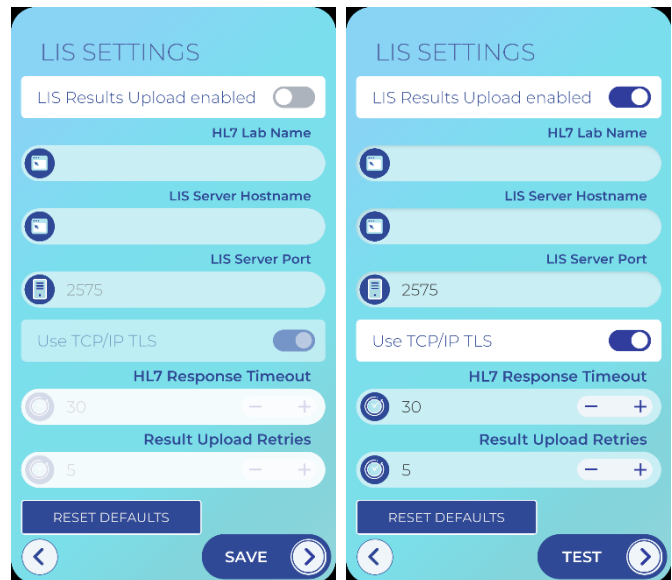 LIS SETTINGS
LIS Results Upload enabled
HL7 Lab Name
LIS Server Hostname
LIS Server Port
2575
Use TCP/IP TLS
HL7 Response Timeout
30 − +
Result Upload Retries
5 − +
RESET DEFAULTS
SAVE
LIS SETTINGS
LIS Results Upload enabled
HL7 Lab Name
LIS Server Hostname
LIS Server Port
2575
Use TCP/IP TLS
HL7 Response Timeout
30 − +
Result Upload Retries
5 − +
RESET DEFAULTS
TEST